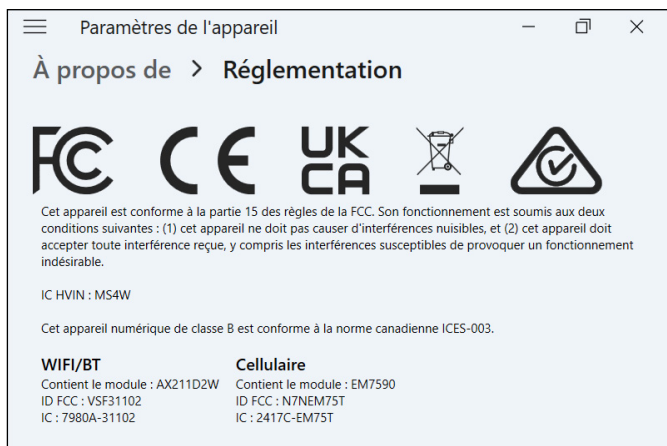 Paramètres de l'appareil
À propos de > Réglementation
FC CE UK CA
Cet appareil est conforme à la partie 15 des règles de la FCC. Son fonctionnement est soumis aux deux
conditions suivantes : (1) cet appareil ne doit pas causer d'interférences nuisibles, et (2) cet appareil doit
accepter toute interférence reçue, y compris les interférences susceptibles de provoquer un fonctionnement
indésirable.
IC HVIN : MS4W
Cet appareil numérique de classe B est conforme à la norme canadienne ICES-003.
WIFI/BT
Contient le module : AX211D2W
ID FCC : VSF31102
IC : 7980A-31102
Cellulaire
Contient le module : EM7590
ID FCC : N7NEM75T
IC : 2417C-EM75T